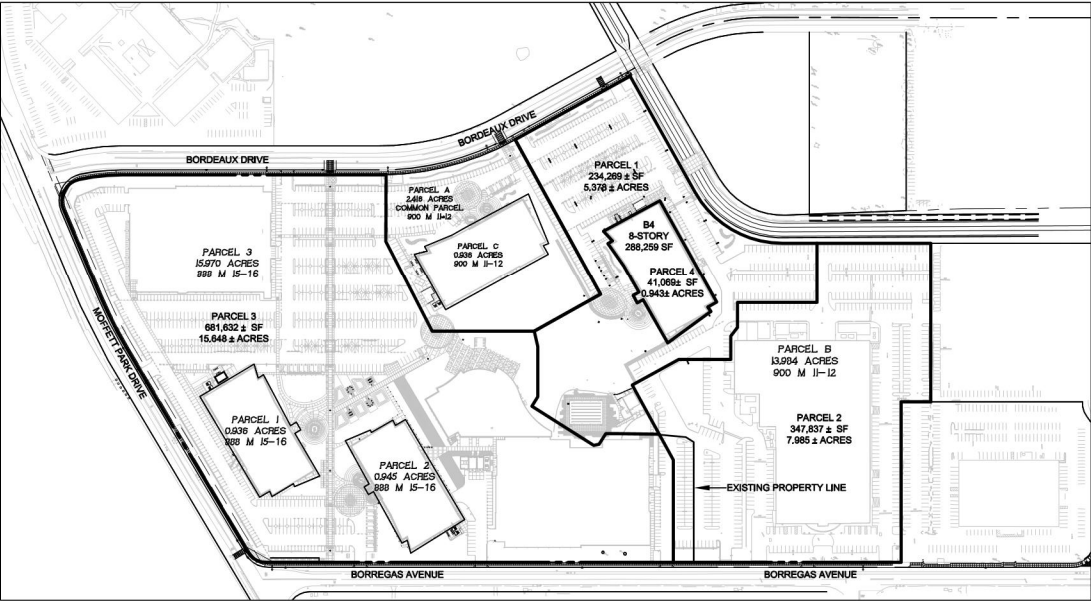 BORDEAUX DRIVE
BORDEAUX DRIVE
PARCEL 1
234,269 ± SF
5,378 ± ACRES
PARCEL A
2.418 ACRES
COMMON PARCEL
900 M 11-12
B4
8-STORY
288,259 SF
PARCEL C
0.936 ACRES
900 M 11-12
PARCEL 3
15.970 ACRES
988 M 15-16
PARCEL 4
41,069± SF
0.943± ACRES
MOFFETT PARK DRIVE
PARCEL 3
681,632 ± SF
15,648 ± ACRES
PARCEL B
13.984 ACRES
900 M 11-12
PARCEL 1
0.936 ACRES
988 M 15-16
PARCEL 2
347,837 ± SF
7.985 ± ACRES
PARCEL 2
0.945 ACRES
988 M 15-16
EXISTING PROPERTY LINE
BORREGAS AVENUE
BORREGAS AVENUE